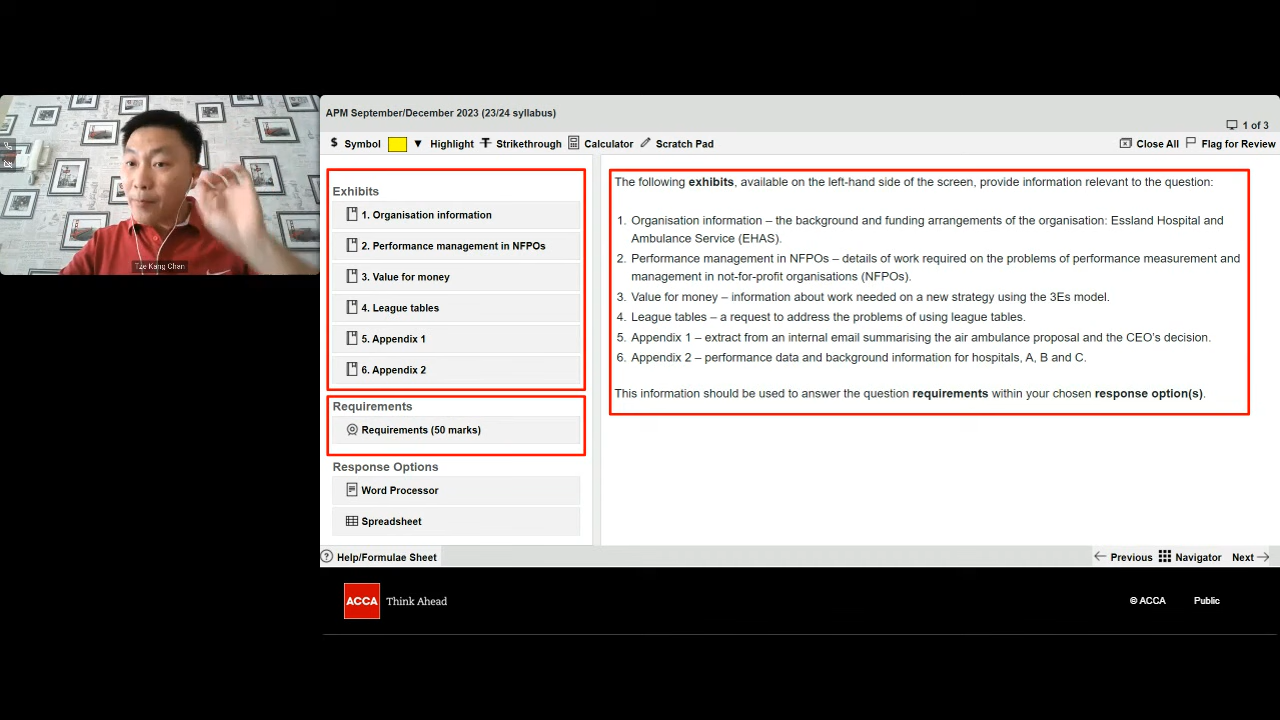 Tze Kang Chan
APM September/December 2023 (23/24 syllabus)
1 of 3
$ Symbol Highlight Strikethrough Calculator Scratch Pad
Close All Flag for Review
Exhibits
1. Organisation information
2. Performance management in NFPOs
3. Value for money
4. League tables
5. Appendix 1
6. Appendix 2
Requirements
Requirements (50 marks)
Response Options
Word Processor
Spreadsheet
The following exhibits, available on the left-hand side of the screen, provide information relevant to the question:
1. Organisation information – the background and funding arrangements of the organisation: Essland Hospital and
Ambulance Service (EHAS).
2. Performance management in NFPOs – details of work required on the problems of performance measurement and
management in not-for-profit organisations (NFPOs).
3. Value for money – information about work needed on a new strategy using the 3Es model.
4. League tables – a request to address the problems of using league tables.
5. Appendix 1 – extract from an internal email summarising the air ambulance proposal and the CEO's decision.
6. Appendix 2 – performance data and background information for hospitals, A, B and C.
This information should be used to answer the question requirements within your chosen response option(s).
? Help/Formulae Sheet
Previous Navigator Next
ACCA Think Ahead
© ACCA Public